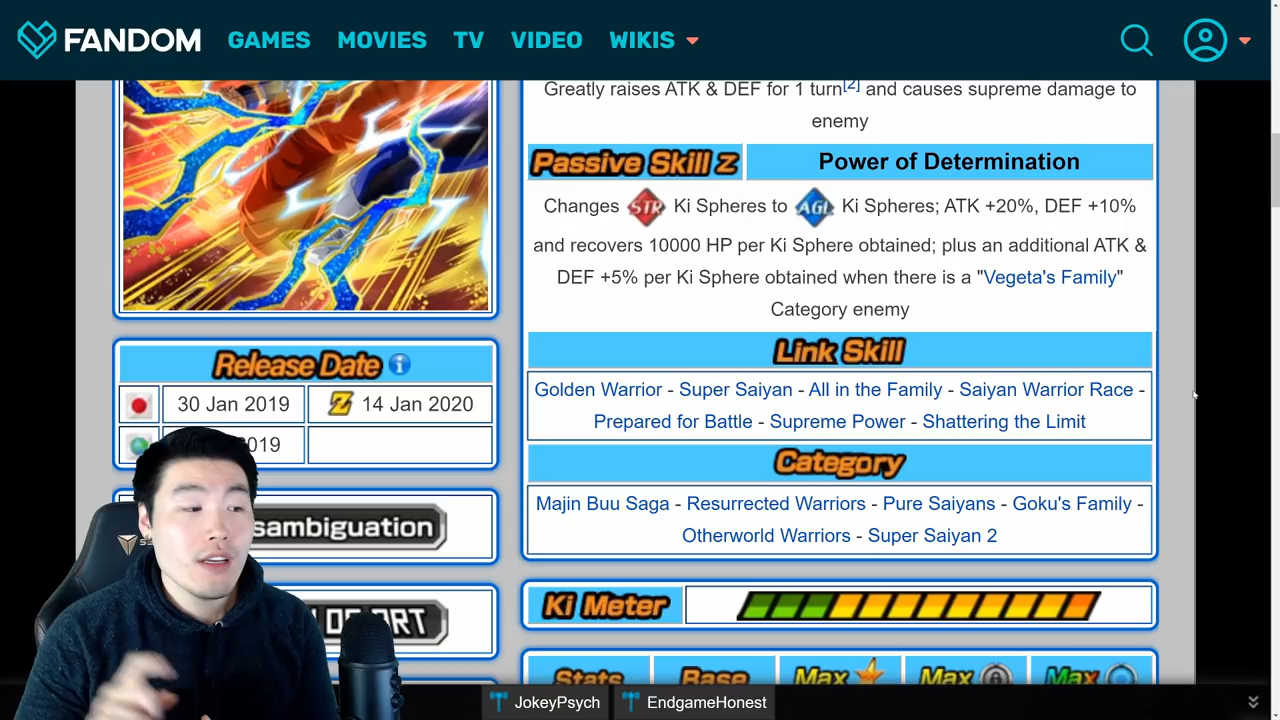 FANDOM GAMES MOVIES TV VIDEO WIKIS
Greatly raises ATK & DEF for 1 turn[2] and causes supreme damage to
enemy
Passive Skill Z Power of Determination
Changes STR Ki Spheres to AGL Ki Spheres; ATK +20%, DEF +10%
and recovers 10000 HP per Ki Sphere obtained; plus an additional ATK &
DEF +5% per Ki Sphere obtained when there is a "Vegeta's Family"
Category enemy
Link Skill
Golden Warrior - Super Saiyan - All in the Family - Saiyan Warrior Race -
Prepared for Battle - Supreme Power - Shattering the Limit
Category
Majin Buu Saga - Resurrected Warriors - Pure Saiyans - Goku's Family -
Otherworld Warriors - Super Saiyan 2
Ki Meter
Stats Base Max Max Max
Release Date i
30 Jan 2019 Z 14 Jan 2020
2019
sambiguation
JokeyPsych EndgameHonest